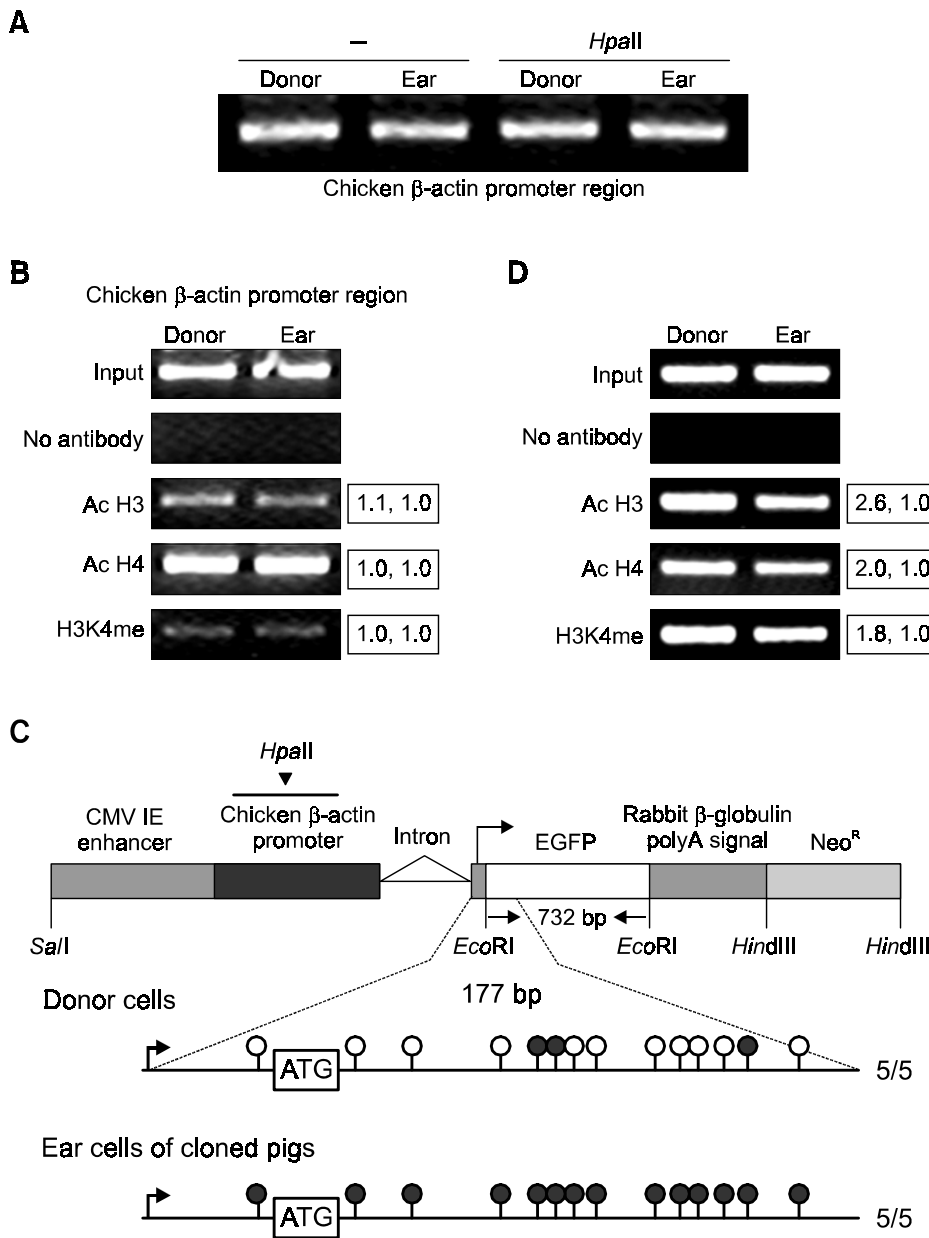 A
– HpaII
Donor Ear Donor Ear
Chicken β-actin promoter region
B
Chicken β-actin promoter region
Donor Ear
Input
No antibody
Ac H3 1.1, 1.0
Ac H4 1.0, 1.0
H3K4me 1.0, 1.0
D
Donor Ear
Input
No antibody
Ac H3 2.6, 1.0
Ac H4 2.0, 1.0
H3K4me 1.8, 1.0
C
HpaII
CMV IE
enhancer
Chicken β-actin
promoter
Intron
EGFP
Rabbit β-globulin
polyA signal
NeoR
732 bp
SalI EcoRI EcoRI HindIII HindIII
177 bp
Donor cells
ATG 5/5
Ear cells of cloned pigs
ATG 5/5